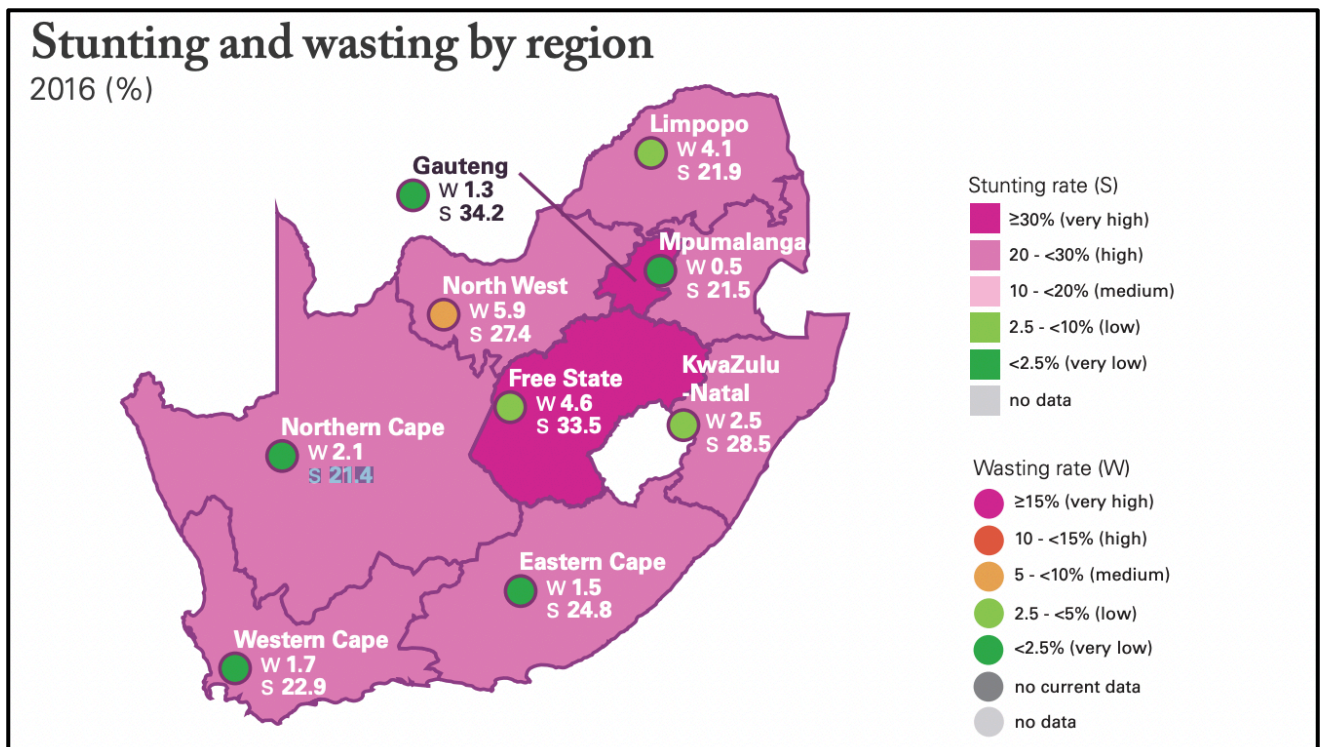 Stunting and wasting by region
2016 (%)
Limpopo
W 4.1
S 21.9
Gauteng
W 1.3
S 34.2
Mpumalanga
W 0.5
S 21.5
North West
W 5.9
S 27.4
Free State
W 4.6
S 33.5
KwaZulu
-Natal
W 2.5
S 28.5
Northern Cape
W 2.1
S 21.4
Eastern Cape
W 1.5
S 24.8
Western Cape
W 1.7
S 22.9
Stunting rate (S)
≥30% (very high)
20 - <30% (high)
10 - <20% (medium)
2.5 - <10% (low)
<2.5% (very low)
no data
Wasting rate (W)
≥15% (very high)
10 - <15% (high)
5 - <10% (medium)
2.5 - <5% (low)
<2.5% (very low)
no current data
no data